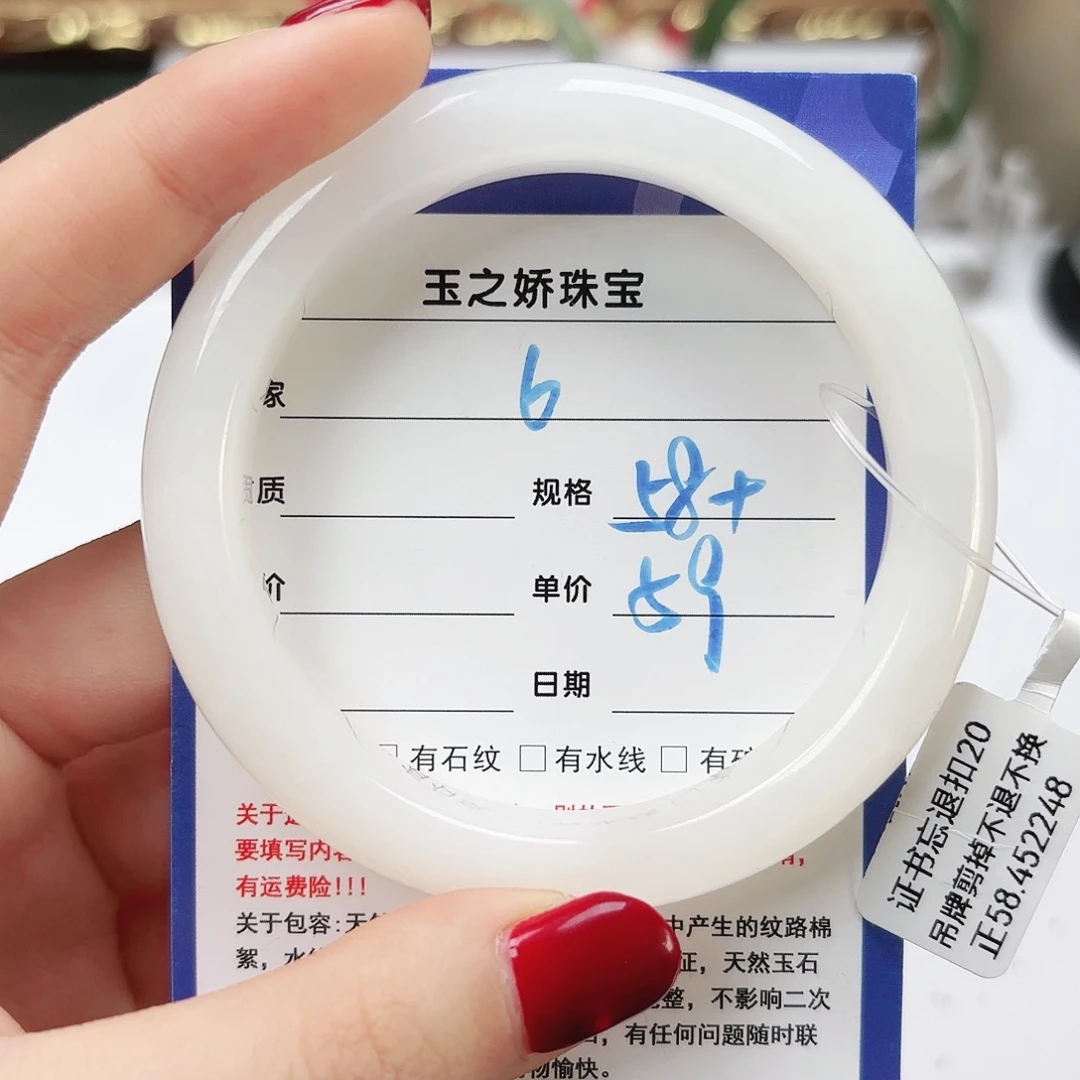 玉之娇珠宝
家 6
质 规格 58+
价 单价 59
日期
有石纹 □有水线 □有
关于
要填写内容
有运费险!!!
关于包容:天 中产生的纹路棉
絮，水 证，天然玉石
整，不影响二次
有任何问题随时联
物愉快。
证书忘退扣20
吊牌剪掉不退不换
正58.452248